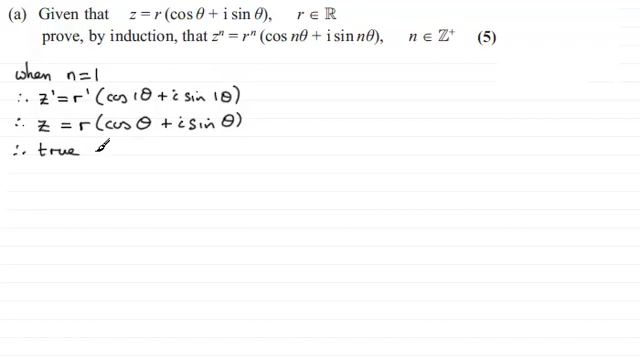 (a) Given that z = r (cos θ + i sin θ), r ∈ ℝ
prove, by induction, that zⁿ = rⁿ (cos nθ + i sin nθ), n ∈ ℤ⁺ (5)
when n=1
∴ z¹ = r¹ (cos 1θ + i sin 1θ)
∴ z = r (cos θ + i sin θ)
∴ true